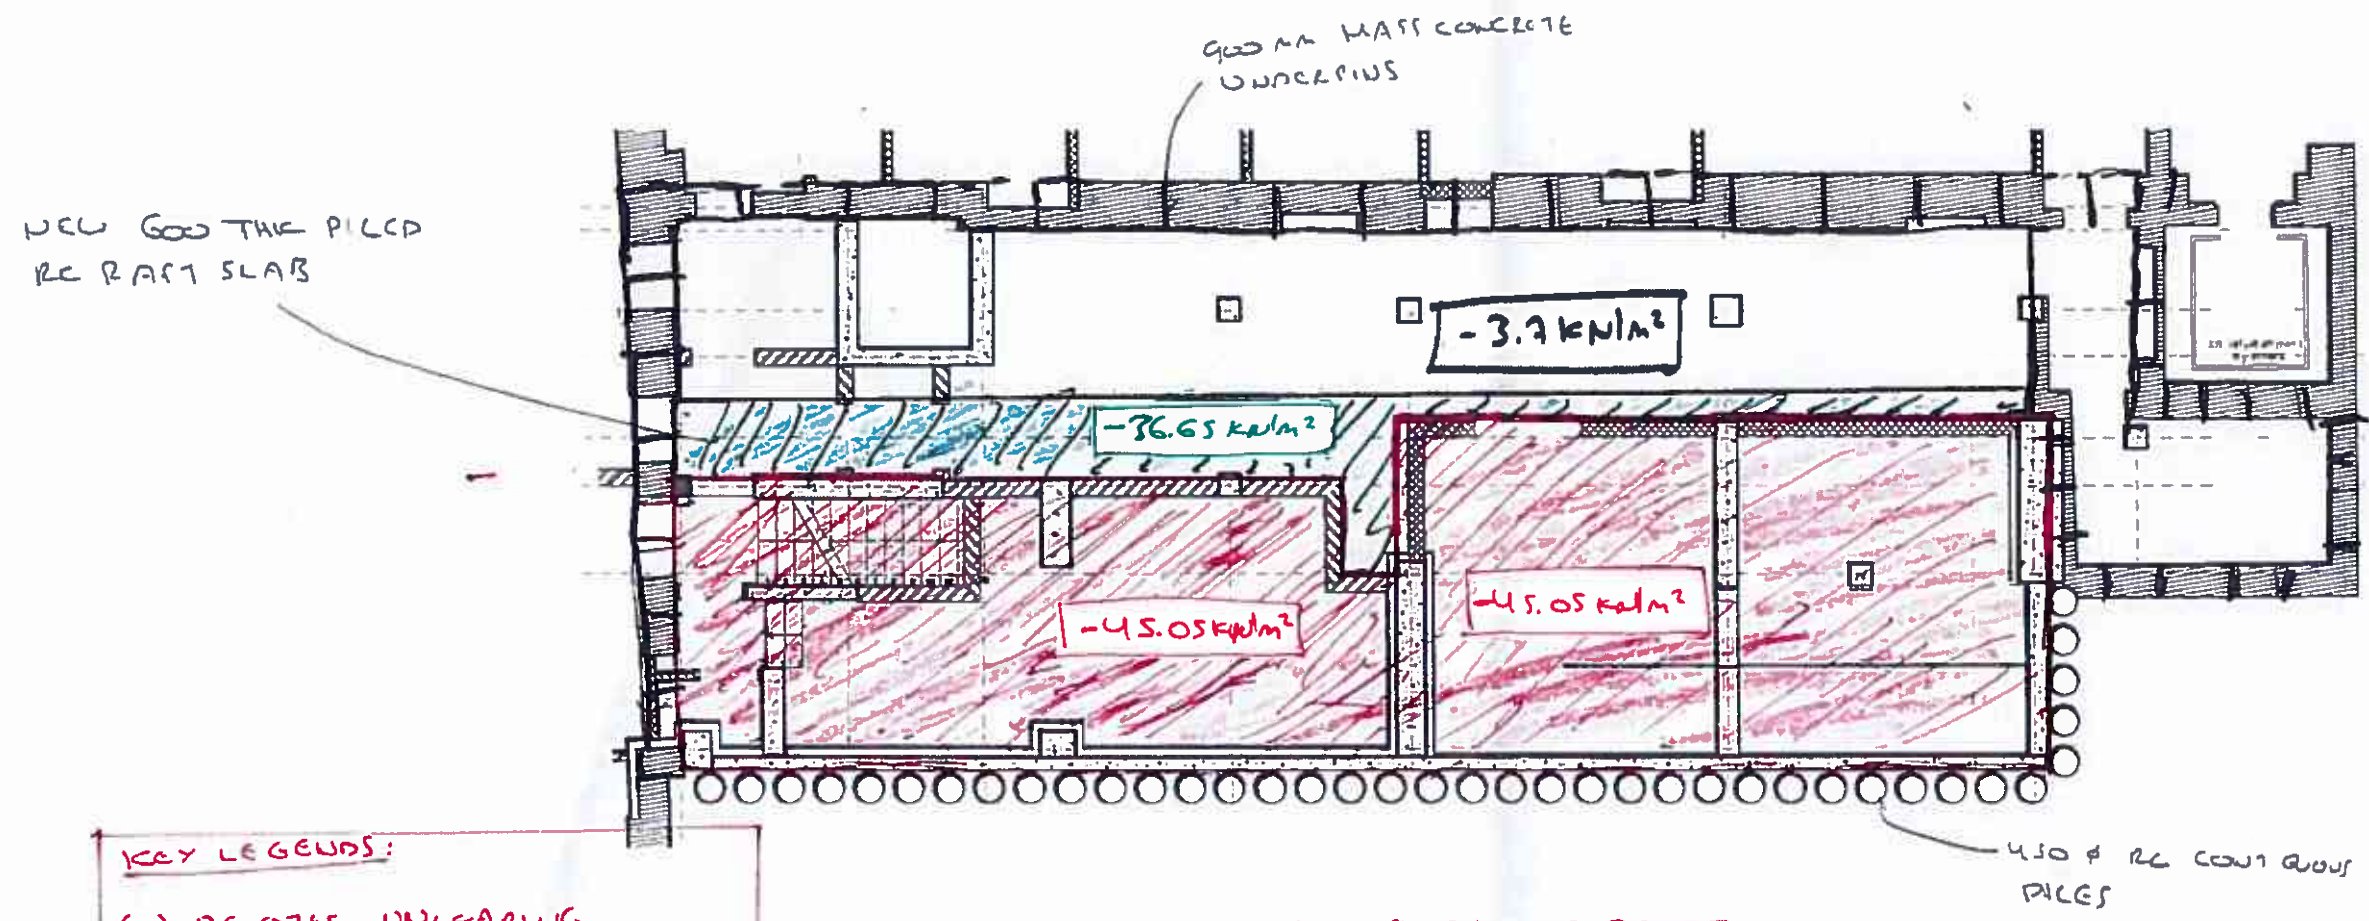 900 MM MASS CONCRETE
UNDERPINS
NEW 600 THK PILED
RC RAFT SLAB
-3.7 KN/m²
-36.65 KN/m²
-45.05 KN/m²
-45.05 KN/m²
450 φ RC CONTIGUOUS
PILES
KEY LEGENDS: